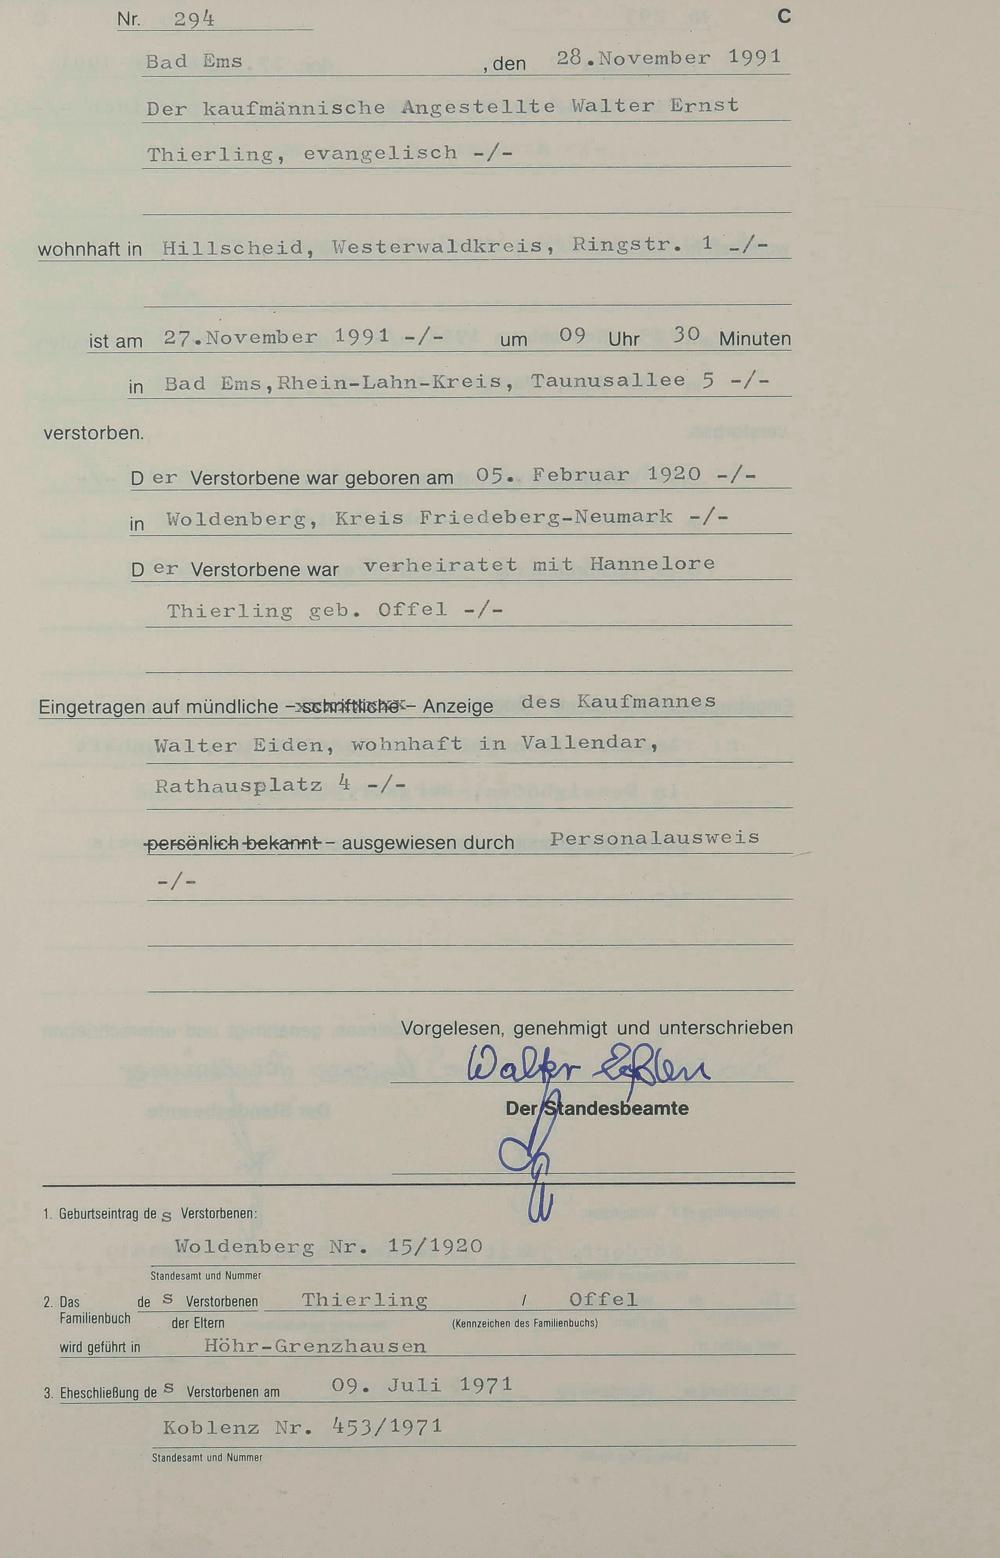 Nr. 294 C
Bad Ems , den 28.November 1991
Der kaufmännische Angestellte Walter Ernst
Thierling, evangelisch -/-
wohnhaft in Hillscheid, Westerwaldkreis, Ringstr. 1 -/-
ist am 27.November 1991 -/- um 09 Uhr 30 Minuten
in Bad Ems,Rhein-Lahn-Kreis, Taunusallee 5 -/-
verstorben.
D er Verstorbene war geboren am 05. Februar 1920 -/-
in Woldenberg, Kreis Friedeberg-Neumark -/-
D er Verstorbene war verheiratet mit Hannelore
Thierling geb. Offel -/-
Eingetragen auf mündliche – schriftliche – Anzeige des Kaufmannes
Walter Eiden, wohnhaft in Vallendar,
Rathausplatz 4 -/-
persönlich bekannt – ausgewiesen durch Personalausweis
-/-
Vorgelesen, genehmigt und unterschrieben
Walter
Der Standesbeamte
1. Geburtseintrag de s Verstorbenen:
Woldenberg Nr. 15/1920
Standesamt und Nummer
2. Das Familienbuch de s Verstorbenen Thierling / Offel
der Eltern (Kennzeichen des Familienbuchs)
wird geführt in Höhr-Grenzhausen
3. Eheschließung de s Verstorbenen am 09. Juli 1971
Koblenz Nr. 453/1971
Standesamt und Nummer